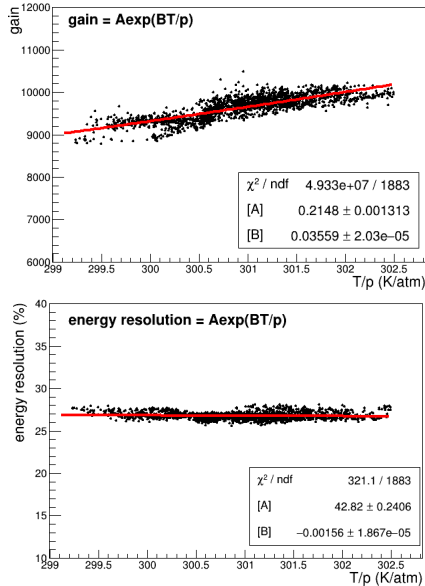 gain = Aexp(BT/p)
gain
12000
11000
10000
9000
8000
7000
6000
χ² / ndf 4.933e+07 / 1883
[A] 0.2148 ± 0.001313
[B] 0.03559 ± 2.03e−05
299 299.5 300 300.5 301 301.5 302 302.5
T/p (K/atm)
energy resolution = Aexp(BT/p)
energy resolution (%)
40
35
30
25
20
15
10
χ² / ndf 321.1 / 1883
[A] 42.82 ± 0.2406
[B] −0.00156 ± 1.867e−05
299.5 300 300.5 301 301.5 302 302.5
T/p (K/atm)